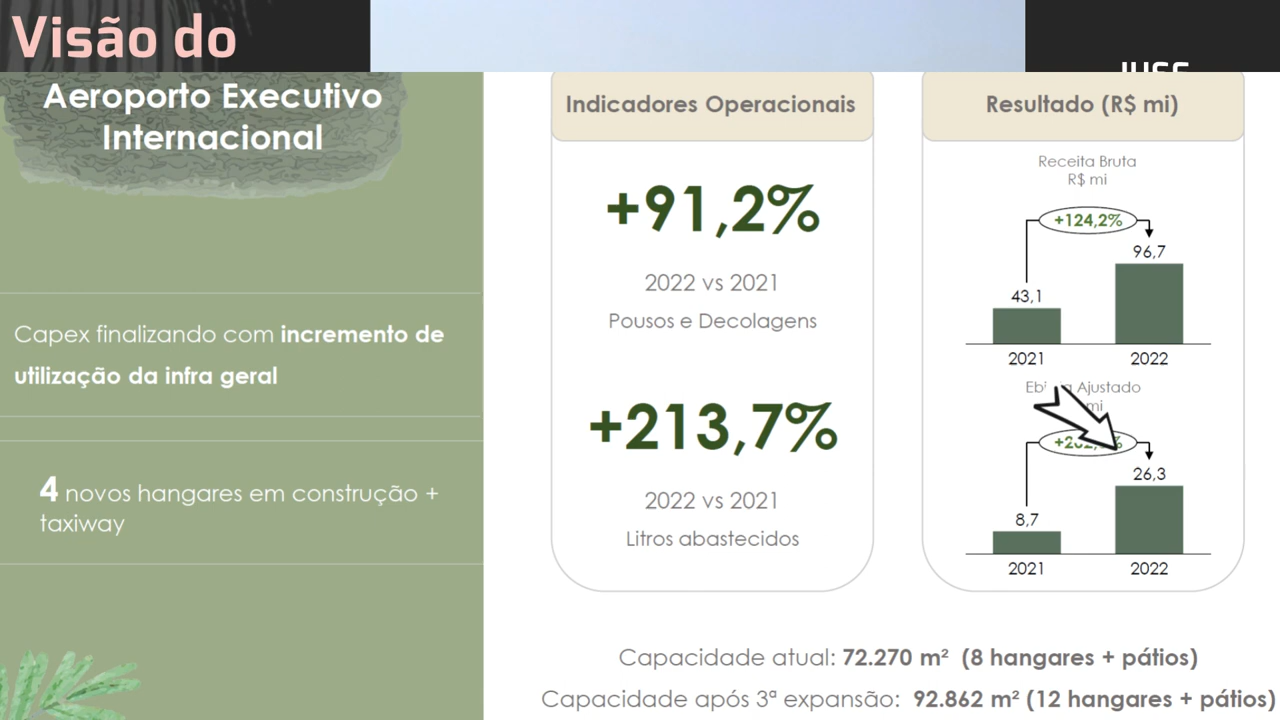 Visão do
Aeroporto Executivo
Internacional
Capex finalizando com incremento de
utilização da infra geral
4 novos hangares em construção +
taxiway
Indicadores Operacionais
+91,2%
2022 vs 2021
Pousos e Decolagens
+213,7%
2022 vs 2021
Litros abastecidos
Resultado (R$ mi)
Receita Bruta
R$ mi
+124,2%
96,7
43,1
2021
2022
Ajustado
mi
26,3
8,7
2021
2022
Capacidade atual: 72.270 m² (8 hangares + pátios)
Capacidade após 3ª expansão: 92.862 m² (12 hangares + pátios)